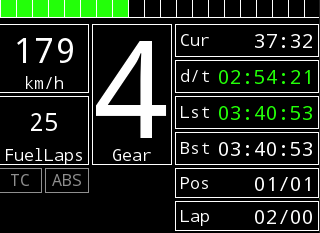 179
km/h
25
FuelLaps
TC ABS
4
Gear
Cur 37:32
d/t 02:54:21
Lst 03:40:53
Bst 03:40:53
Pos 01/01
Lap 02/00